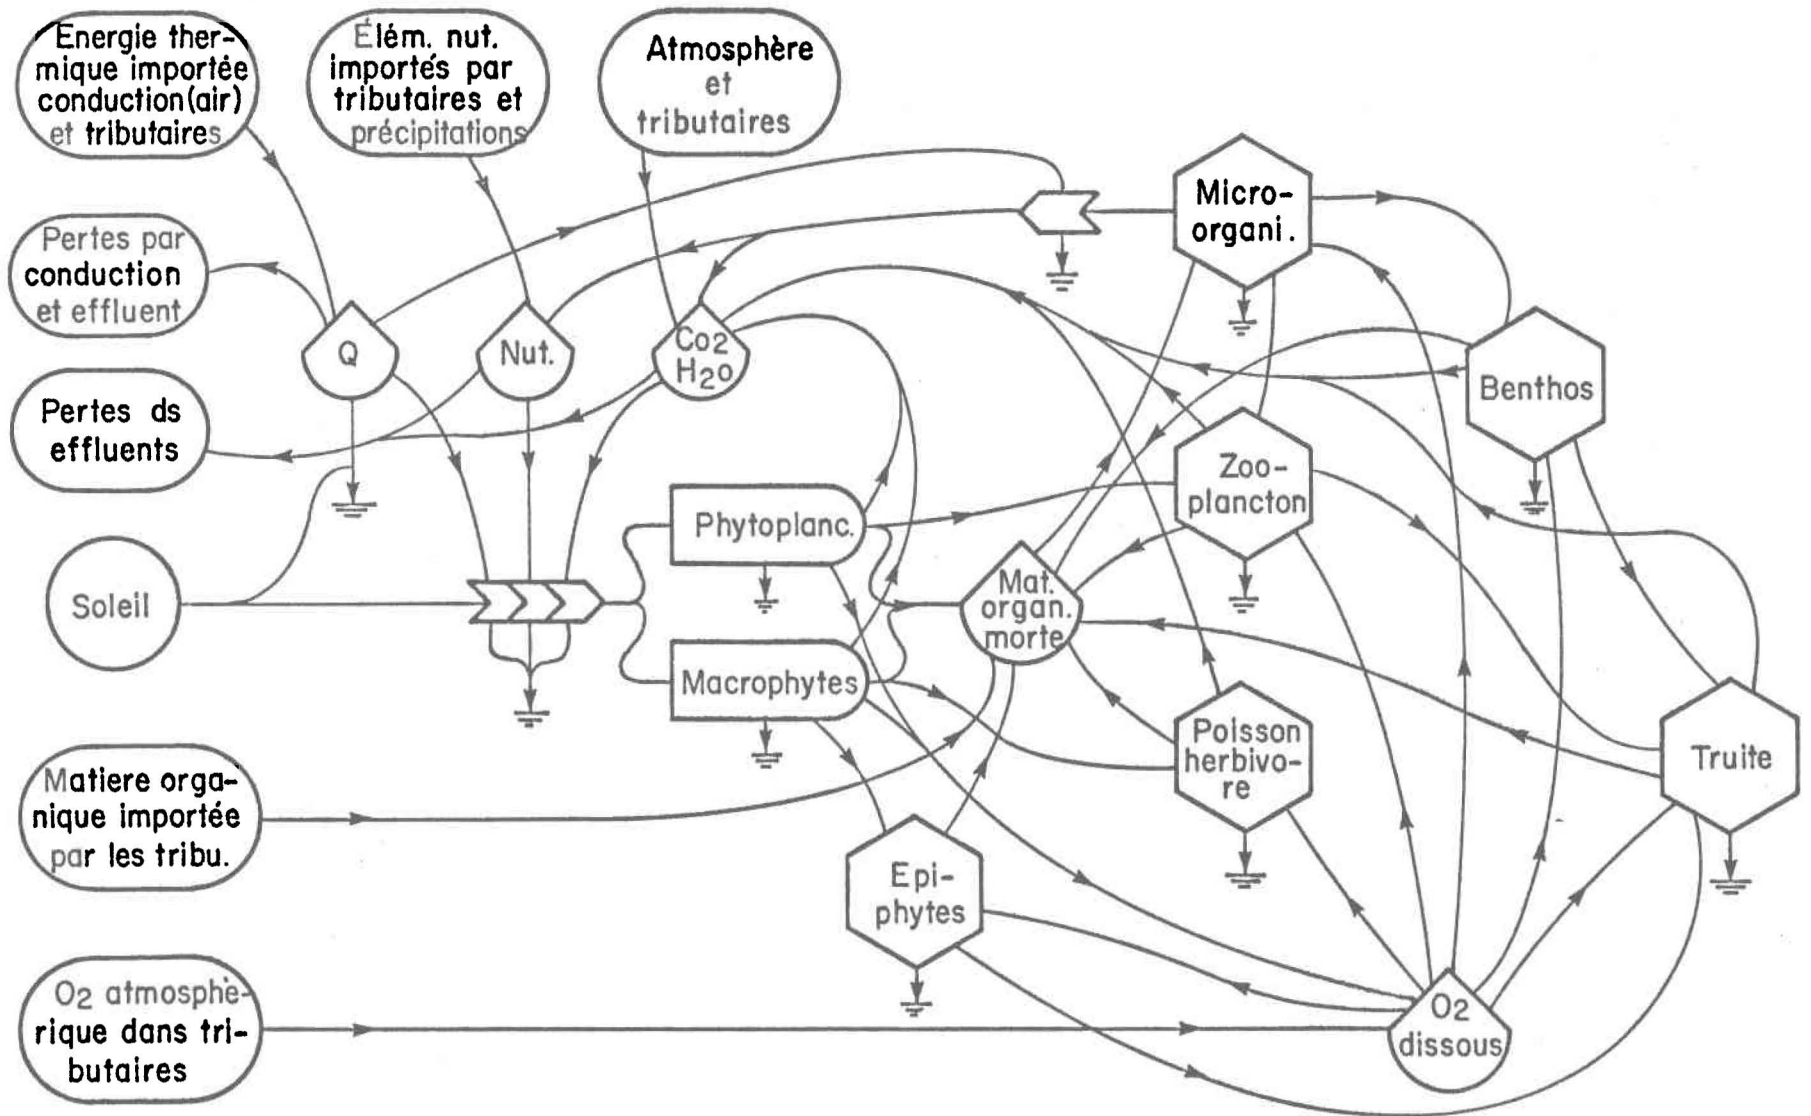 Énergie ther-
mique importée
conduction(air)
et tributaires
Élém. nut.
importés par
tributaires et
précipitations
Atmosphère
et
tributaires
Micro-
organi.
Pertes par
conduction
et effluent
Q
Nut.
Co2
H2O
Benthos
Pertes ds
effluents
Zoo-
plancton
Phytoplanc.
Soleil
Mat.
organ.
morte
Macrophytes
Poisson
herbivo-
re
Truite
Matiere orga-
nique importée
par les tribu.
Epi-
phytes
O2 atmosphè-
rique dans tri-
butaires
O2
dissous